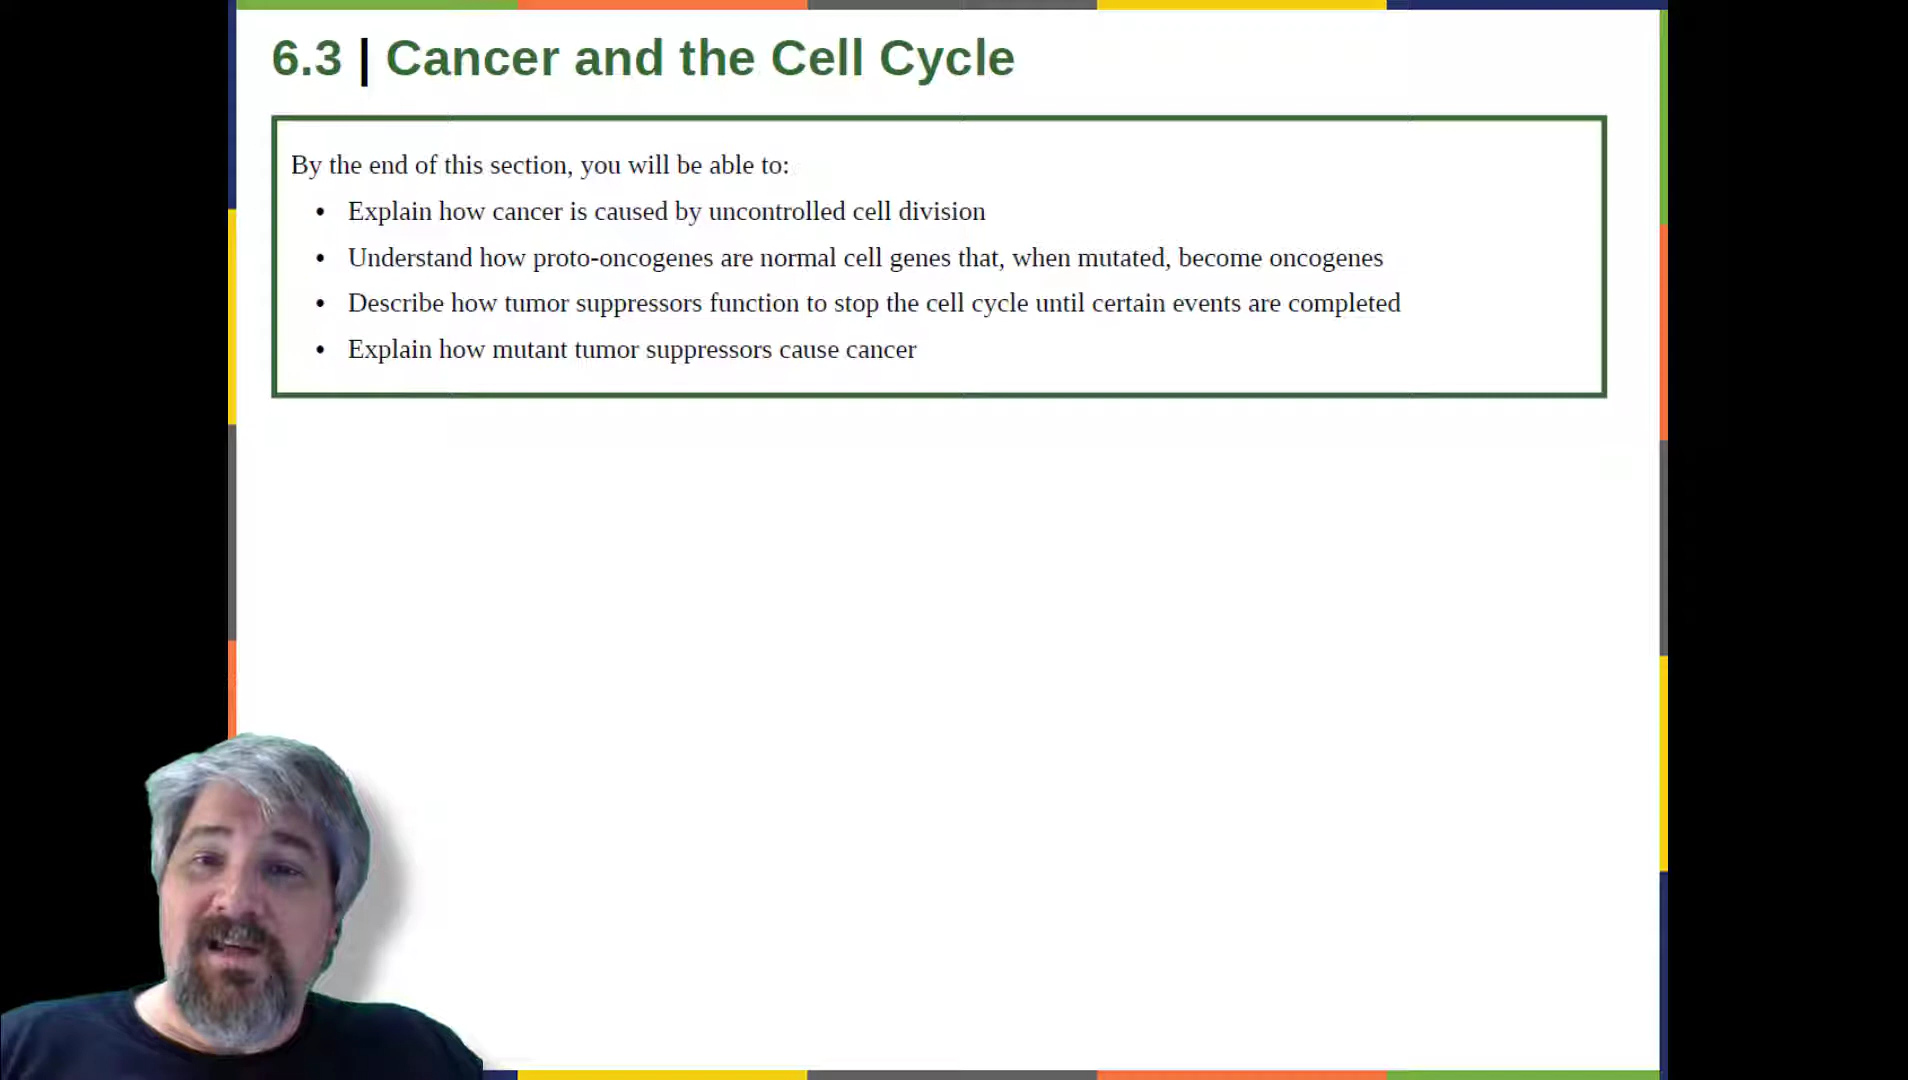 6.3 | Cancer and the Cell Cycle
By the end of this section, you will be able to:
• Explain how cancer is caused by uncontrolled cell division
• Understand how proto-oncogenes are normal cell genes that, when mutated, become oncogenes
• Describe how tumor suppressors function to stop the cell cycle until certain events are completed
• Explain how mutant tumor suppressors cause cancer